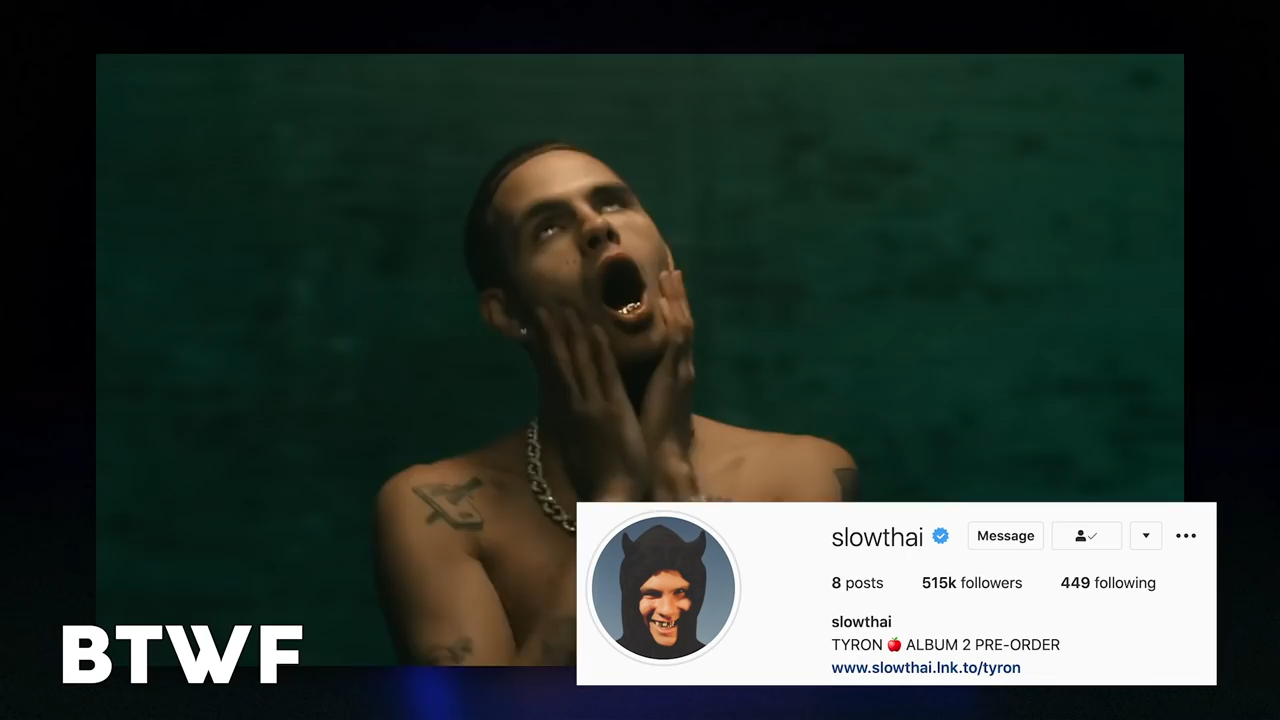 slowthai
Message
8 posts 515k followers 449 following
slowthai
TYRON 🍎 ALBUM 2 PRE-ORDER
www.slowthai.lnk.to/tyron
BTWF